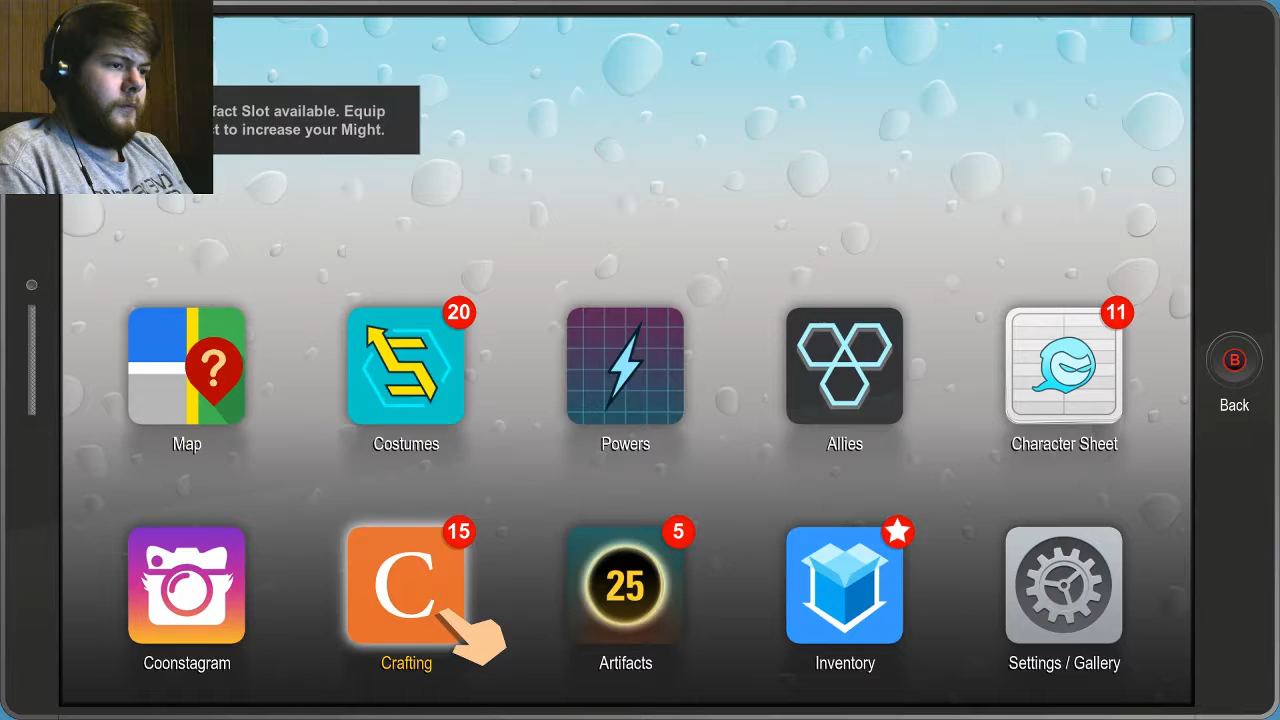 fact Slot available. Equip
ct to increase your Might.
20
11
?
Map
Costumes
Powers
Allies
Character Sheet
B
Back
15
5
C
25
Coonstagram
Crafting
Artifacts
Inventory
Settings / Gallery